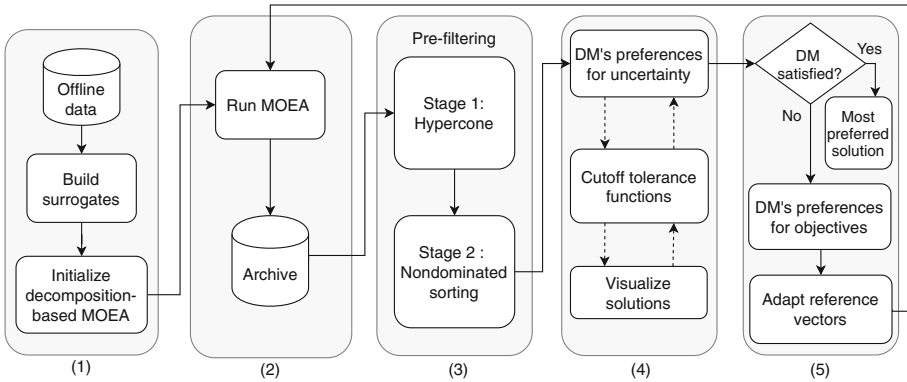 Offline
data
Build
surrogates
Initialize
decomposition-
based MOEA
(1)
Run MOEA
Archive
(2)
Pre-filtering
Stage 1:
Hypercone
Stage 2 :
Nondominated
sorting
(3)
DM's preferences
for uncertainty
Cutoff tolerance
functions
Visualize
solutions
(4)
DM
satisfied?
Yes
No
Most
preferred
solution
DM's preferences
for objectives
Adapt reference
vectors
(5)